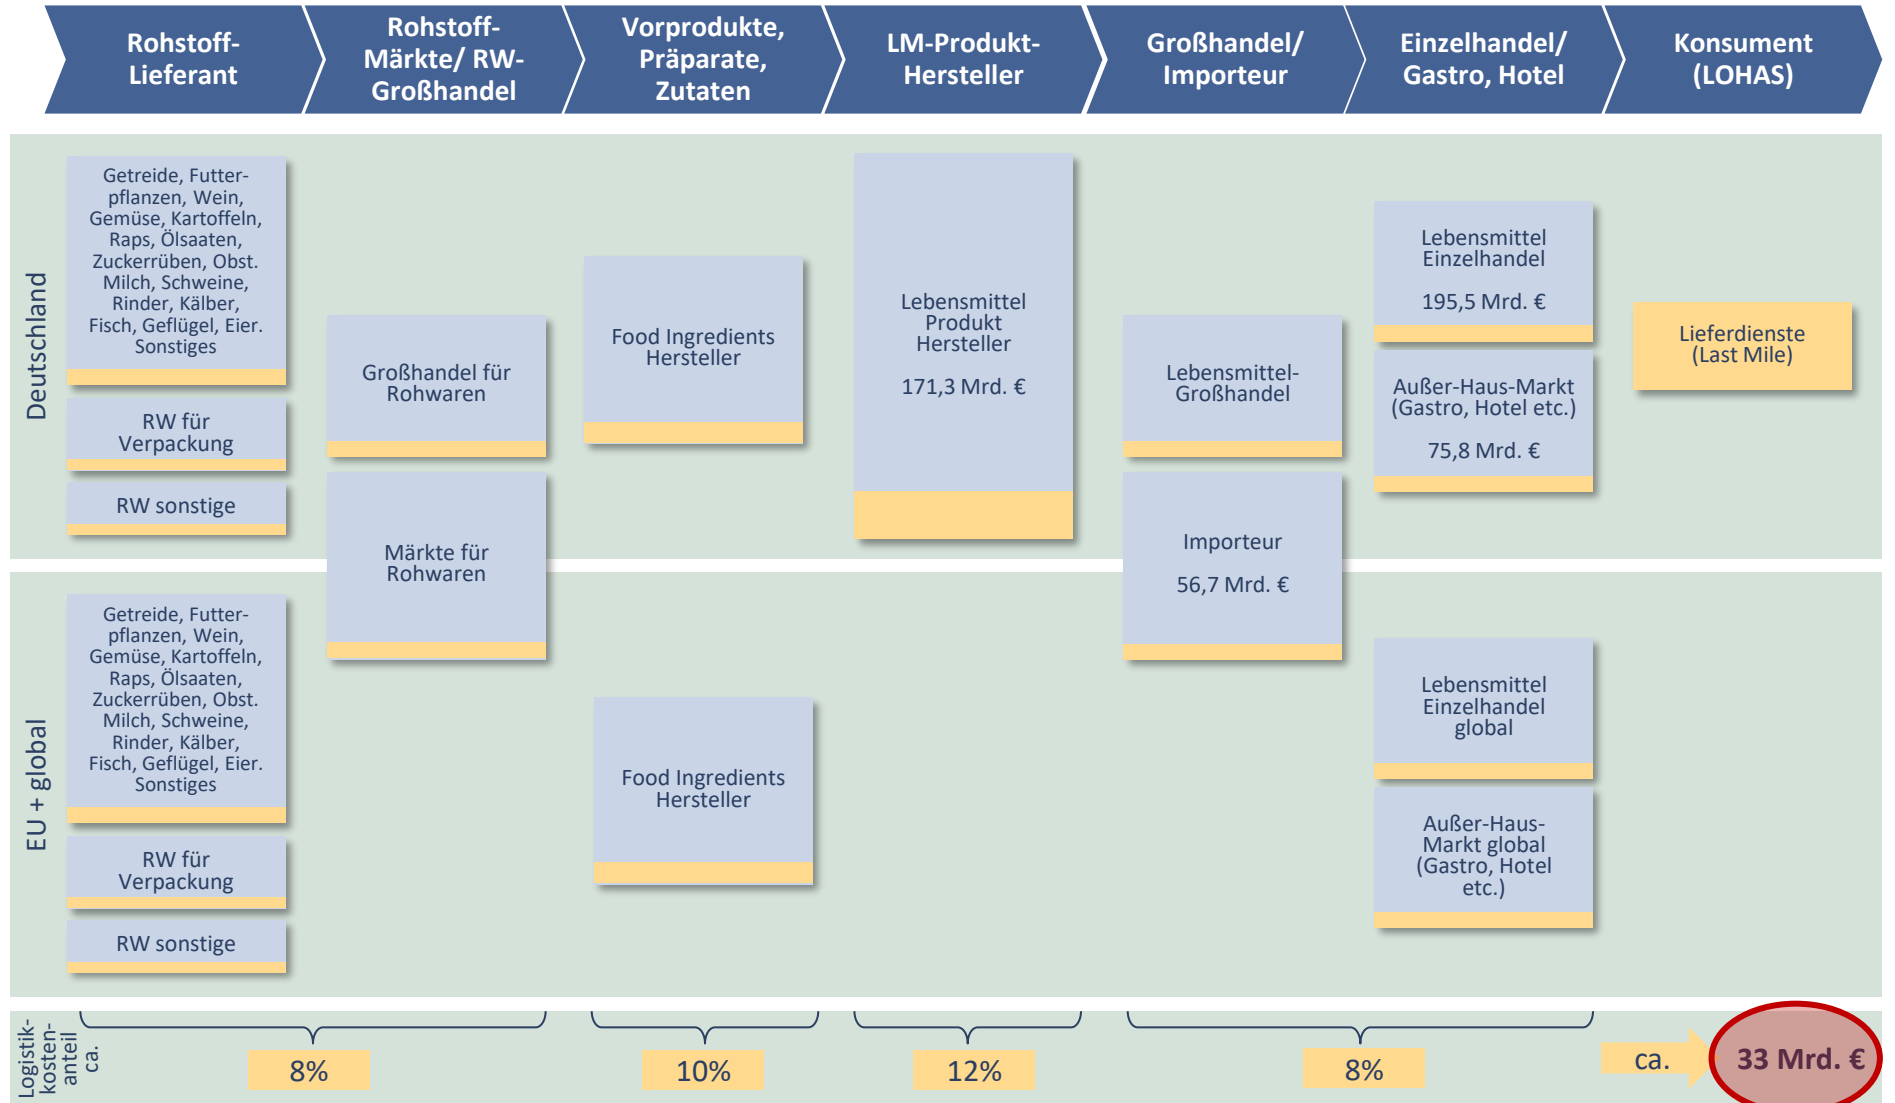 Rohstoff-
Lieferant
Rohstoff-
Märkte/ RW-
Großhandel
Vorprodukte,
Präparate,
Zutaten
LM-Produkt-
Hersteller
Großhandel/
Importeur
Einzelhandel/
Gastro, Hotel
Konsument
(LOHAS)
Deutschland
Getreide, Futter-
pflanzen, Wein,
Gemüse, Kartoffeln,
Raps, Ölsaaten,
Zuckerrüben, Obst.
Milch, Schweine,
Rinder, Kälber,
Fisch, Geflügel, Eier.
Sonstiges
RW für
Verpackung
RW sonstige
Großhandel für
Rohwaren
Märkte für
Rohwaren
Food Ingredients
Hersteller
Lebensmittel
Produkt
Hersteller
171,3 Mrd. €
Lebensmittel-
Großhandel
Importeur
56,7 Mrd. €
Lebensmittel
Einzelhandel
195,5 Mrd. €
Außer-Haus-Markt
(Gastro, Hotel etc.)
75,8 Mrd. €
Lieferdienste
(Last Mile)
EU + global
Getreide, Futter-
pflanzen, Wein,
Gemüse, Kartoffeln,
Raps, Ölsaaten,
Zuckerrüben, Obst.
Milch, Schweine,
Rinder, Kälber,
Fisch, Geflügel, Eier.
Sonstiges
RW für
Verpackung
RW sonstige
Food Ingredients
Hersteller
Lebensmittel
Einzelhandel
global
Außer-Haus-
Markt global
(Gastro, Hotel
etc.)
Logistik-
kosten-
anteil
ca.
8%
10%
12%
8%
ca.
33 Mrd. €